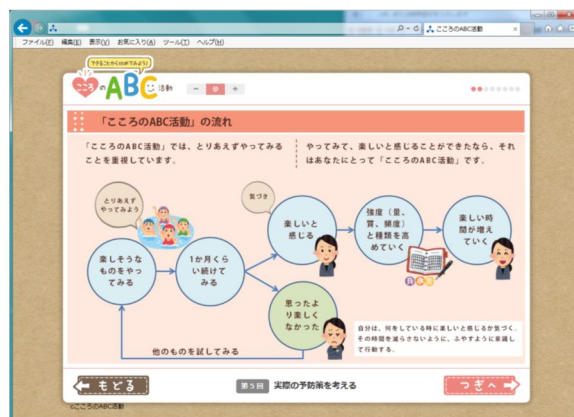 こころのABC活動
ファイル(F) 編集(E) 表示(V) お気に入り(A) ツール(T) ヘルプ(H)
できることからはじめてみよう!
こころのABC活動
「こころのABC活動」の流れ
「こころのABC活動」では、とりあえずやってみる
ことを重視しています.
やってみて、楽しいと感じることができたなら、それ
はあなたにとって「こころのABC活動」です.
とりあえず
やってみよう
気づき
楽しそうな
ものをやっ
てみる
1か月くら
い続けて
みる
楽しいと
感じる
強度(量、
質、頻度)
と種類を高
めていく
楽しい時
間が増え
ていく
思ったよ
り楽しく
なかった
他のものを試してみる
自分は、何をしている時に楽しいと感じるか気づく.
その時間を減らさないように、ふやすように意識し
て行動する.
もどる
第5回 実際の予防策を考える
つぎへ
cこころのABC活動